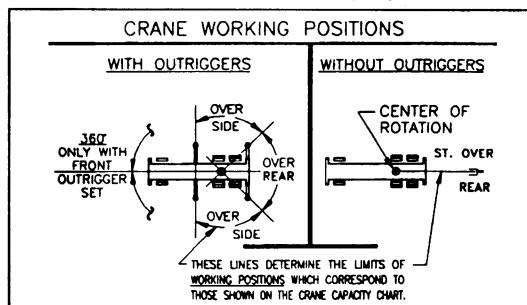 CRANE WORKING POSITIONS
WITH OUTRIGGERS
OVER
SIDE
360°
ONLY WITH
FRONT
OUTRIGGER
SET
OVER
REAR
OVER
SIDE
WITHOUT OUTRIGGERS
CENTER OF
ROTATION
ST. OVER
REAR
THESE LINES DETERMINE THE LIMITS OF
WORKING POSITIONS WHICH CORRESPOND TO
THOSE SHOWN ON THE CRANE CAPACITY CHART.